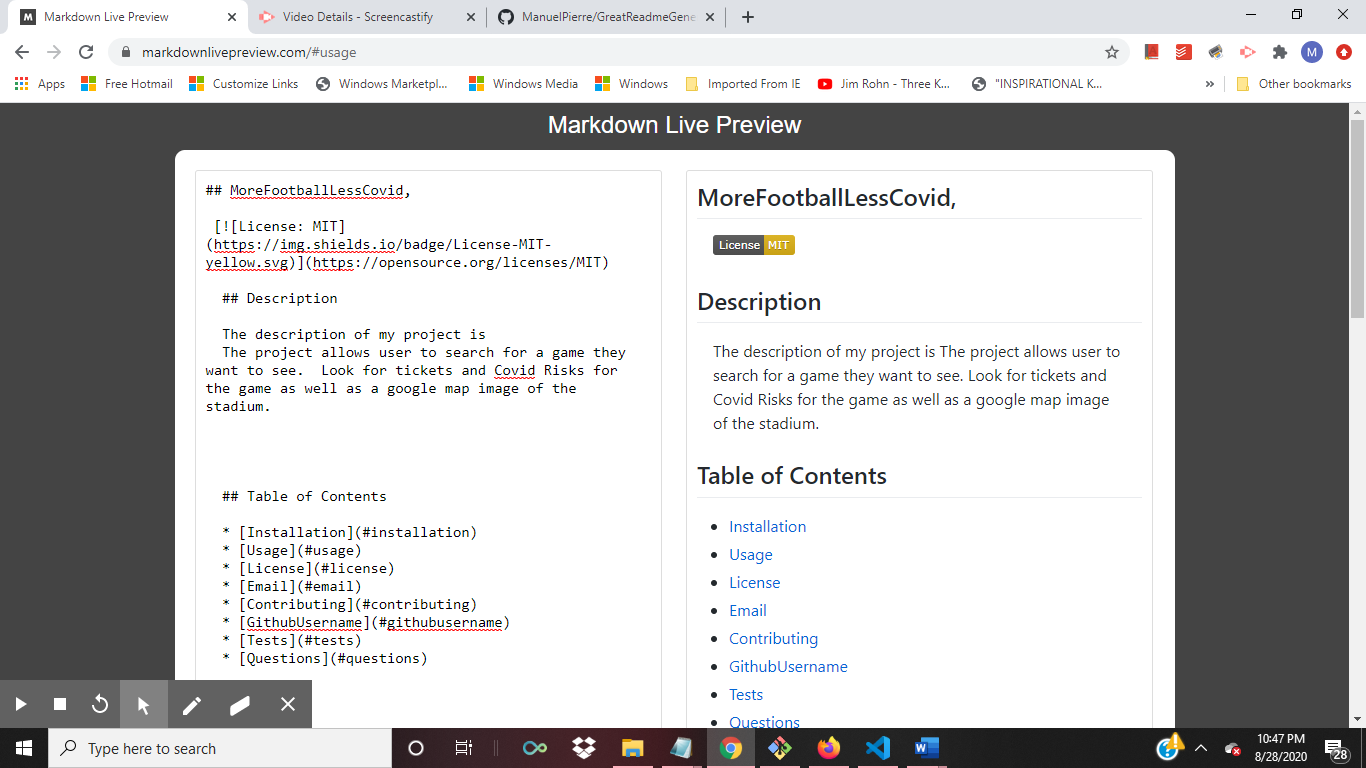 Markdown Live Preview
Video Details - Screencastify
ManuelPierre/GreatReadmeGene
markdownlivepreview.com/#usage
M
Apps
Free Hotmail
Customize Links
Windows Marketpl...
Windows Media
Windows
Imported From IE
Jim Rohn - Three K...
"INSPIRATIONAL K...
»
Other bookmarks
Markdown Live Preview
## MoreFootballLessCovid,
[![License: MIT]
(https://img.shields.io/badge/License-MIT-
yellow.svg)](https://opensource.org/licenses/MIT)
## Description
The description of my project is
The project allows user to search for a game they
want to see.  Look for tickets and Covid Risks for
the game as well as a google map image of the
stadium.
## Table of Contents
* [Installation](#installation)
* [Usage](#usage)
* [License](#license)
* [Email](#email)
* [Contributing](#contributing)
* [GithubUsername](#githubusername)
* [Tests](#tests)
* [Questions](#questions)
MoreFootballLessCovid,
License MIT
Description
The description of my project is The project allows user to
search for a game they want to see. Look for tickets and
Covid Risks for the game as well as a google map image
of the stadium.
Table of Contents
• Installation
• Usage
• License
• Email
• Contributing
• GithubUsername
• Tests
• Questions
Type here to search
10:47 PM
8/28/2020
28